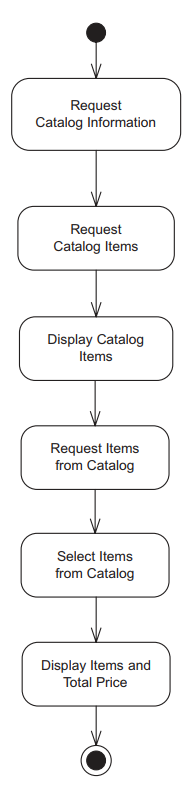 Request
Catalog Information
Request
Catalog Items
Display Catalog
Items
Request Items
from Catalog
Select Items
from Catalog
Display Items and
Total Price